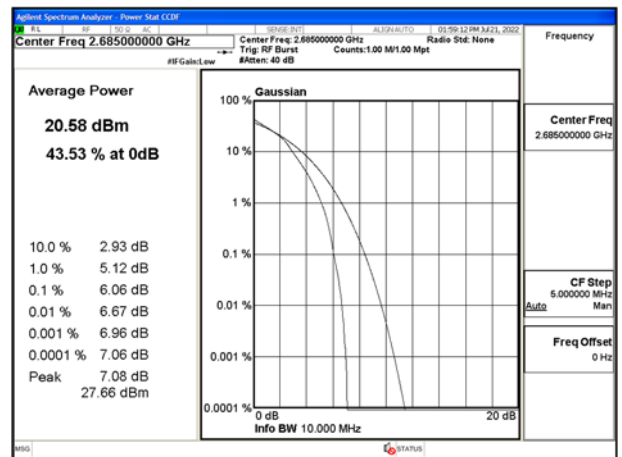 Agilent Spectrum Analyzer - Power Stat CCDF
RL RF 50 Ω AC SENSE:INT ALIGN AUTO 01:59:12 PM Jul 21, 2022
Center Freq 2.685000000 GHz Center Freq: 2.685000000 GHz Radio Std: None Frequency
Trig: RF Burst Counts:1.00 M/1.00 Mpt
#IFGain:Low #Atten: 40 dB
Average Power
20.58 dBm
43.53 % at 0dB
10.0 % 2.93 dB
1.0 % 5.12 dB
0.1 % 6.06 dB
0.01 % 6.67 dB
0.001 % 6.96 dB
0.0001 % 7.06 dB
Peak 7.08 dB
27.66 dBm
Gaussian
100 %
10 %
1 %
0.1 %
0.01 %
0.001 %
0.0001 %
0 dB 20 dB
Info BW 10.000 MHz
Center Freq
2.685000000 GHz
CF Step
5.000000 MHz
Auto Man
Freq Offset
0 Hz
MSG STATUS